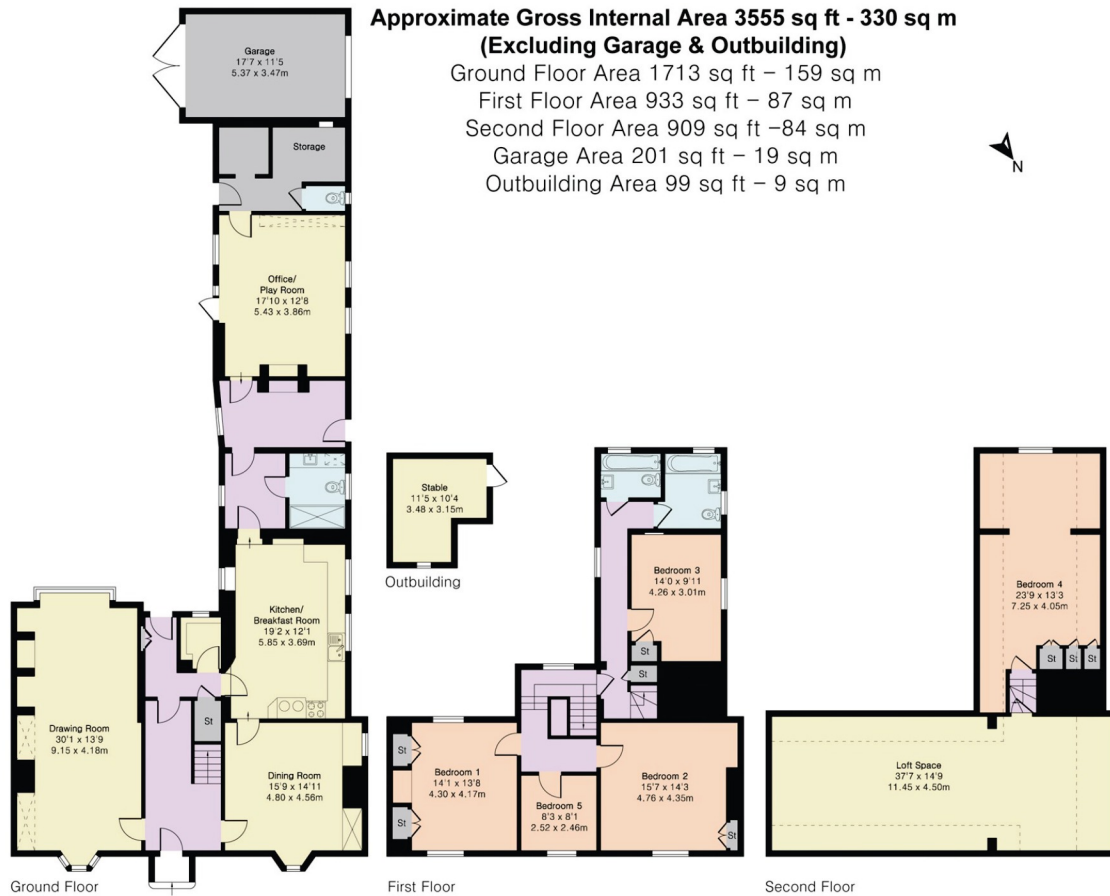 Approximate Gross Internal Area 3555 sq ft - 330 sq m
(Excluding Garage & Outbuilding)
Ground Floor Area 1713 sq ft – 159 sq m
First Floor Area 933 sq ft – 87 sq m
Second Floor Area 909 sq ft –84 sq m
Garage Area 201 sq ft – 19 sq m
Outbuilding Area 99 sq ft – 9 sq m
N
Garage
17'7 x 11'5
5.37 x 3.47m
Storage
Office/
Play Room
17'10 x 12'8
5.43 x 3.86m
Kitchen/
Breakfast Room
19'2 x 12'1
5.85 x 3.69m
Drawing Room
30'1 x 13'9
9.15 x 4.18m
St
Dining Room
15'9 x 14'11
4.80 x 4.56m
Ground Floor
Stable
11'5 x 10'4
3.48 x 3.15m
Outbuilding
Bedroom 3
14'0 x 9'11
4.26 x 3.01m
St
St
St
Bedroom 1
14'1 x 13'8
4.30 x 4.17m
St
Bedroom 5
8'3 x 8'1
2.52 x 2.46m
Bedroom 2
15'7 x 14'3
4.76 x 4.35m
St
First Floor
Bedroom 4
23'9 x 13'3
7.25 x 4.05m
St St St
Loft Space
37'7 x 14'9
11.45 x 4.50m
Second Floor